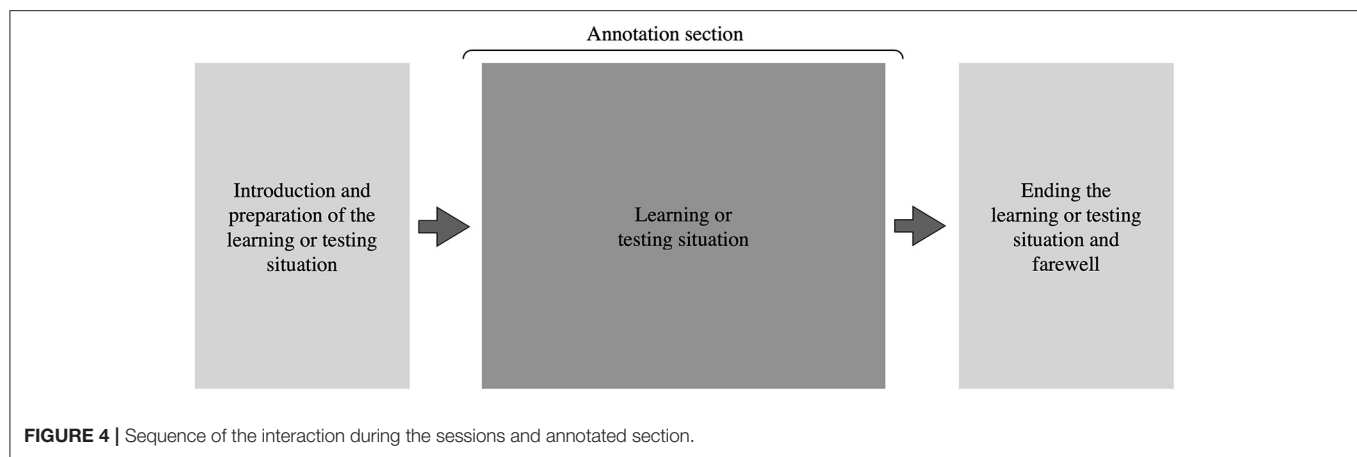 Annotation section
Introduction and
preparation of the
learning or testing
situation
Learning or
testing situation
Ending the
learning or testing
situation and
farewell
FIGURE 4 | Sequence of the interaction during the sessions and annotated section.